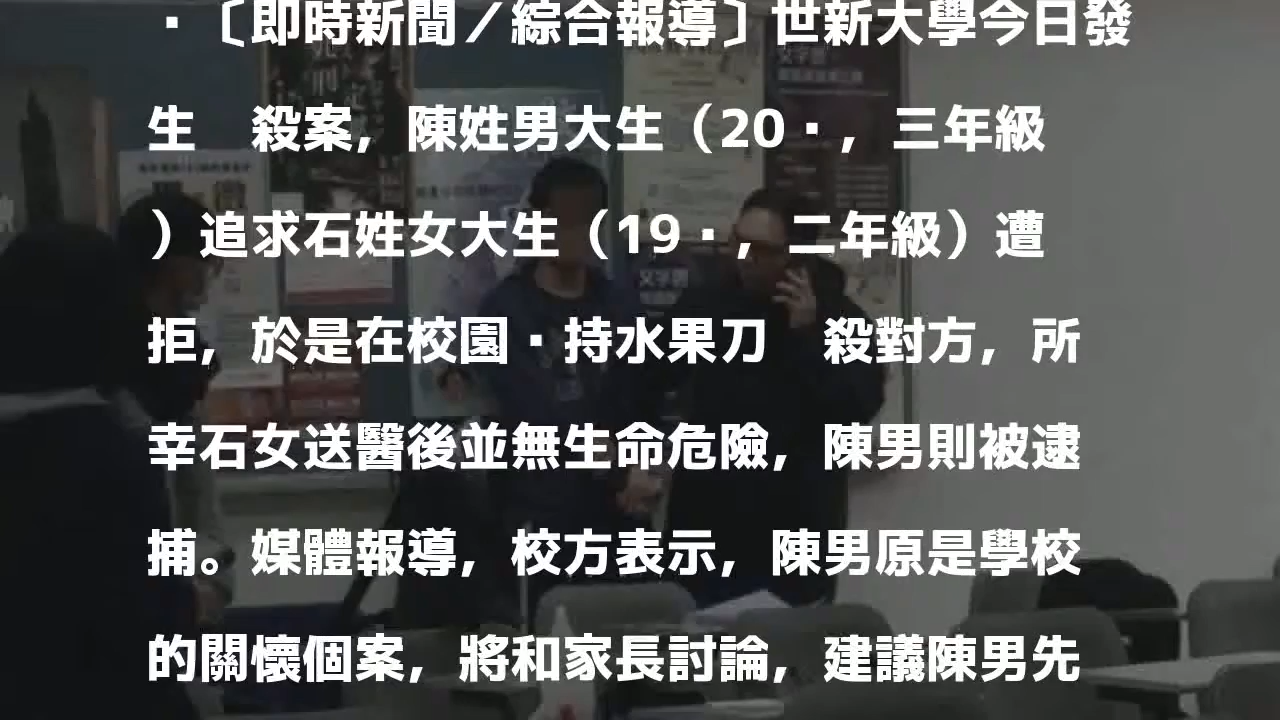 ·〔即時新聞／綜合報導〕世新大學今日發
生　殺案，陳姓男大生（20·，三年級
）追求石姓女大生（19·，二年級）遭
拒，於是在校園·持水果刀　殺對方，所
幸石女送醫後並無生命危險，陳男則被逮
捕。媒體報導，校方表示，陳男原是學校
的關懷個案，將和家長討論，建議陳男先